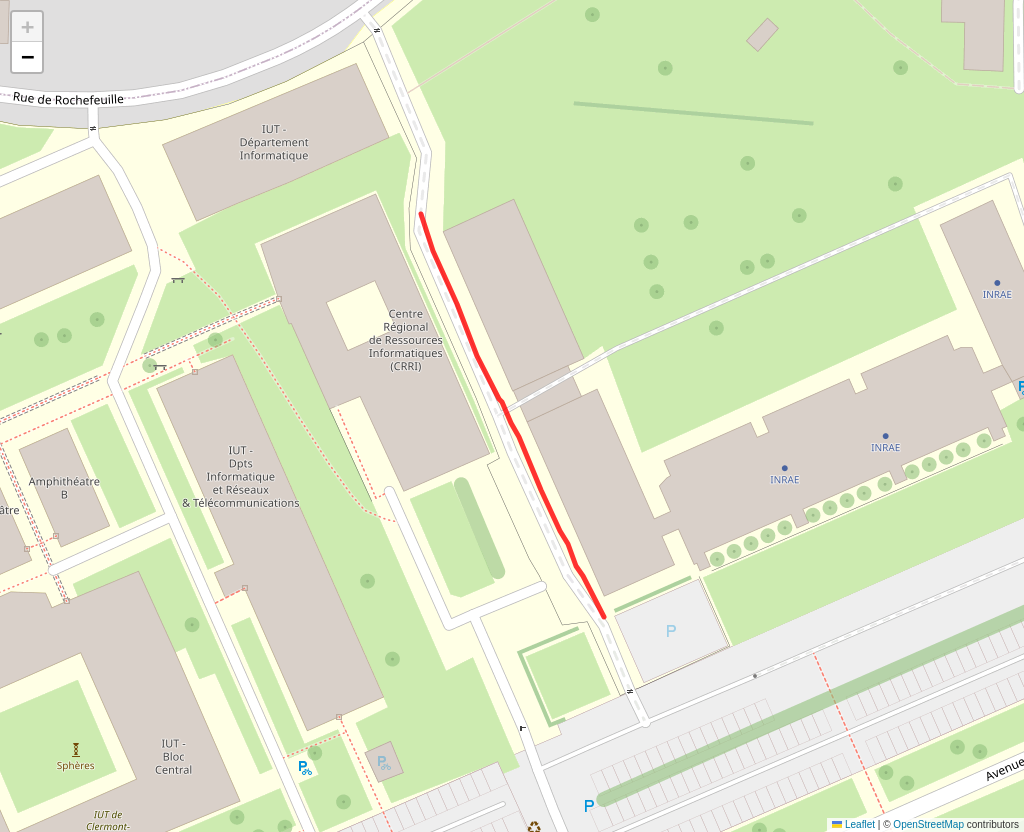 +
−
Rue de Rochefeuille
IUT -
Département
Informatique
Centre
Régional
de Ressources
Informatiques
(CRRI)
INRAE
INRAE
INRAE
IUT -
Dpts
Informatique
et Réseaux
& Télécommunications
Amphithéatre
B
âtre
P
P
P
P
P
IUT -
Bloc
Central
Sphères
IUT de
Clermont-
Avenue
Leaflet | © OpenStreetMap contributors